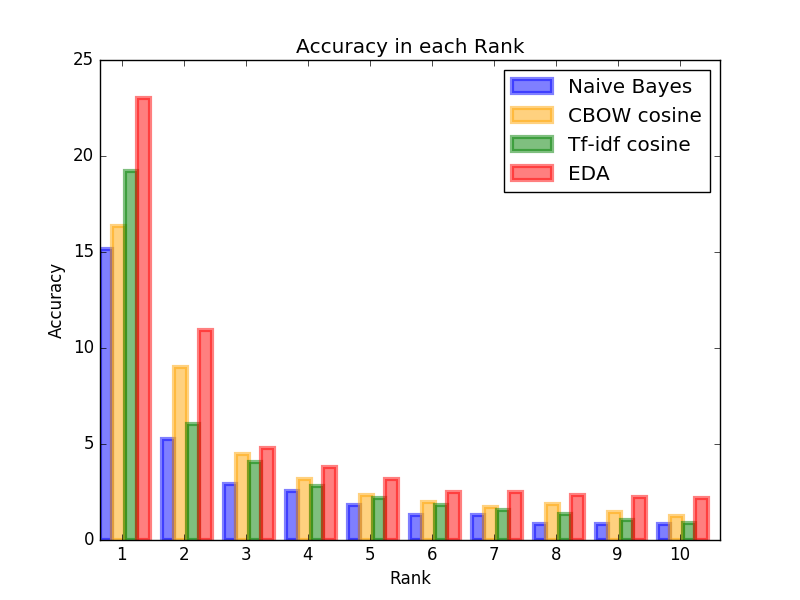 Accuracy in each Rank
25
20
15
10
5
0
Accuracy
Naive Bayes
CBOW cosine
Tf-idf cosine
EDA
1 2 3 4 5 6 7 8 9 10
Rank